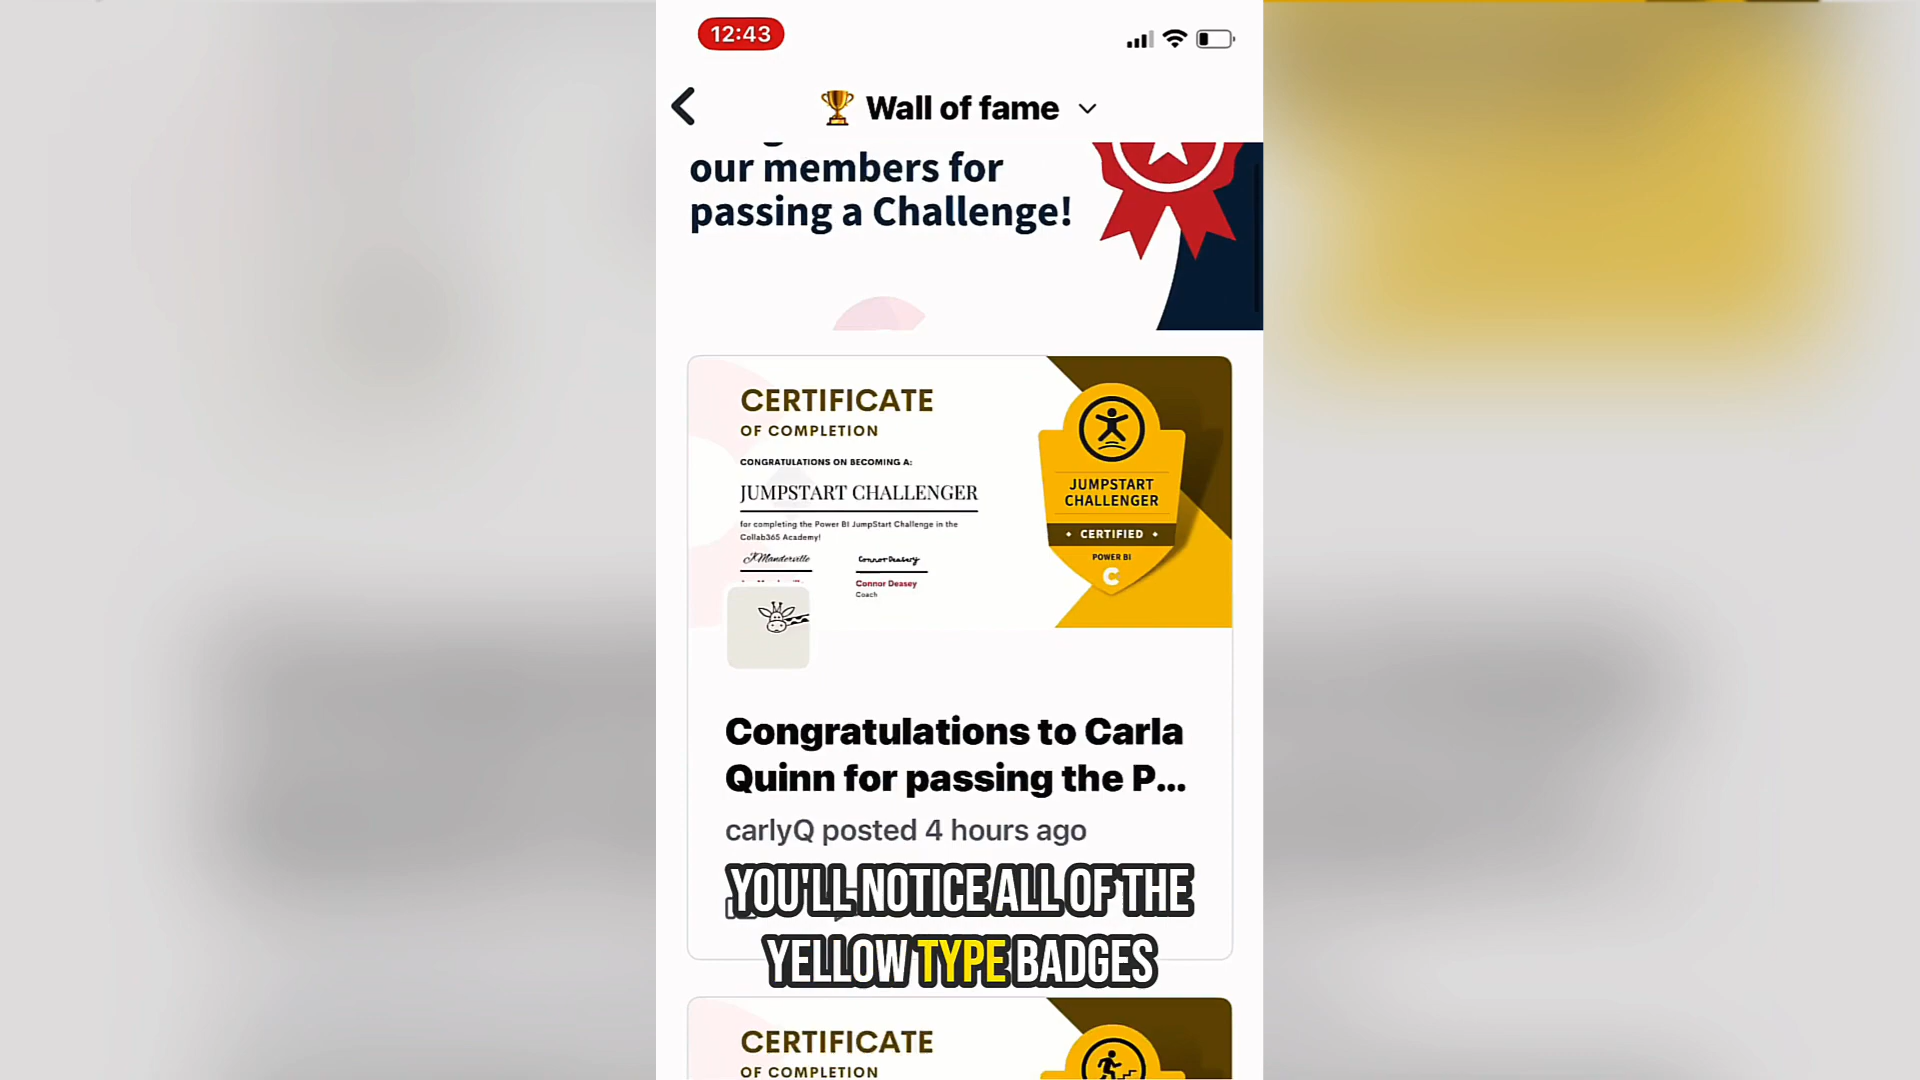 12:43
🏆 Wall of fame
our members for
passing a Challenge!
CERTIFICATE
OF COMPLETION
CONGRATULATIONS ON BECOMING A:
JUMPSTART CHALLENGER
for completing the Power BI JumpStart Challenge in the
Collab365 Academy!
Connor Deasey
Connor Deasey
Coach
JUMPSTART
CHALLENGER
CERTIFIED
POWER BI
C
Congratulations to Carla
Quinn for passing the P...
carlyQ posted 4 hours ago
YOU'LL NOTICE ALL OF THE
YELLOW TYPE BADGES
CERTIFICATE
OF COMPLETION